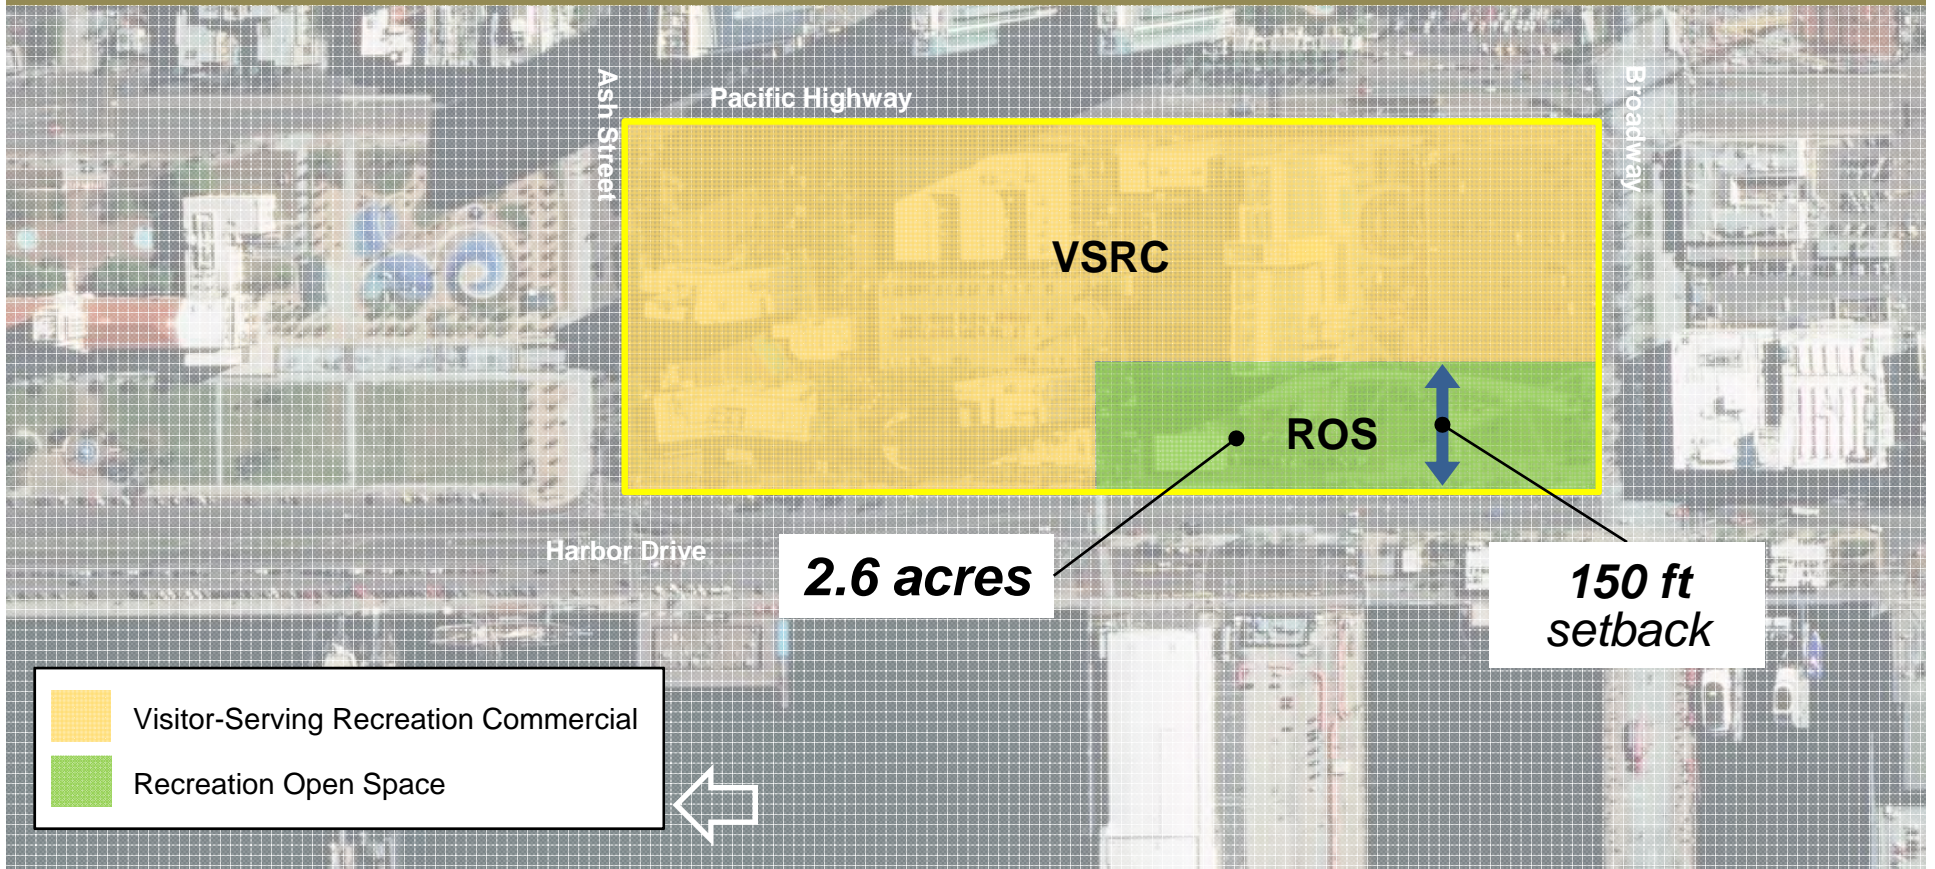 Ash Street
Pacific Highway
Broadway
VSRC
ROS
Harbor Drive
2.6 acres
150 ft
setback
Visitor-Serving Recreation Commercial
Recreation Open Space